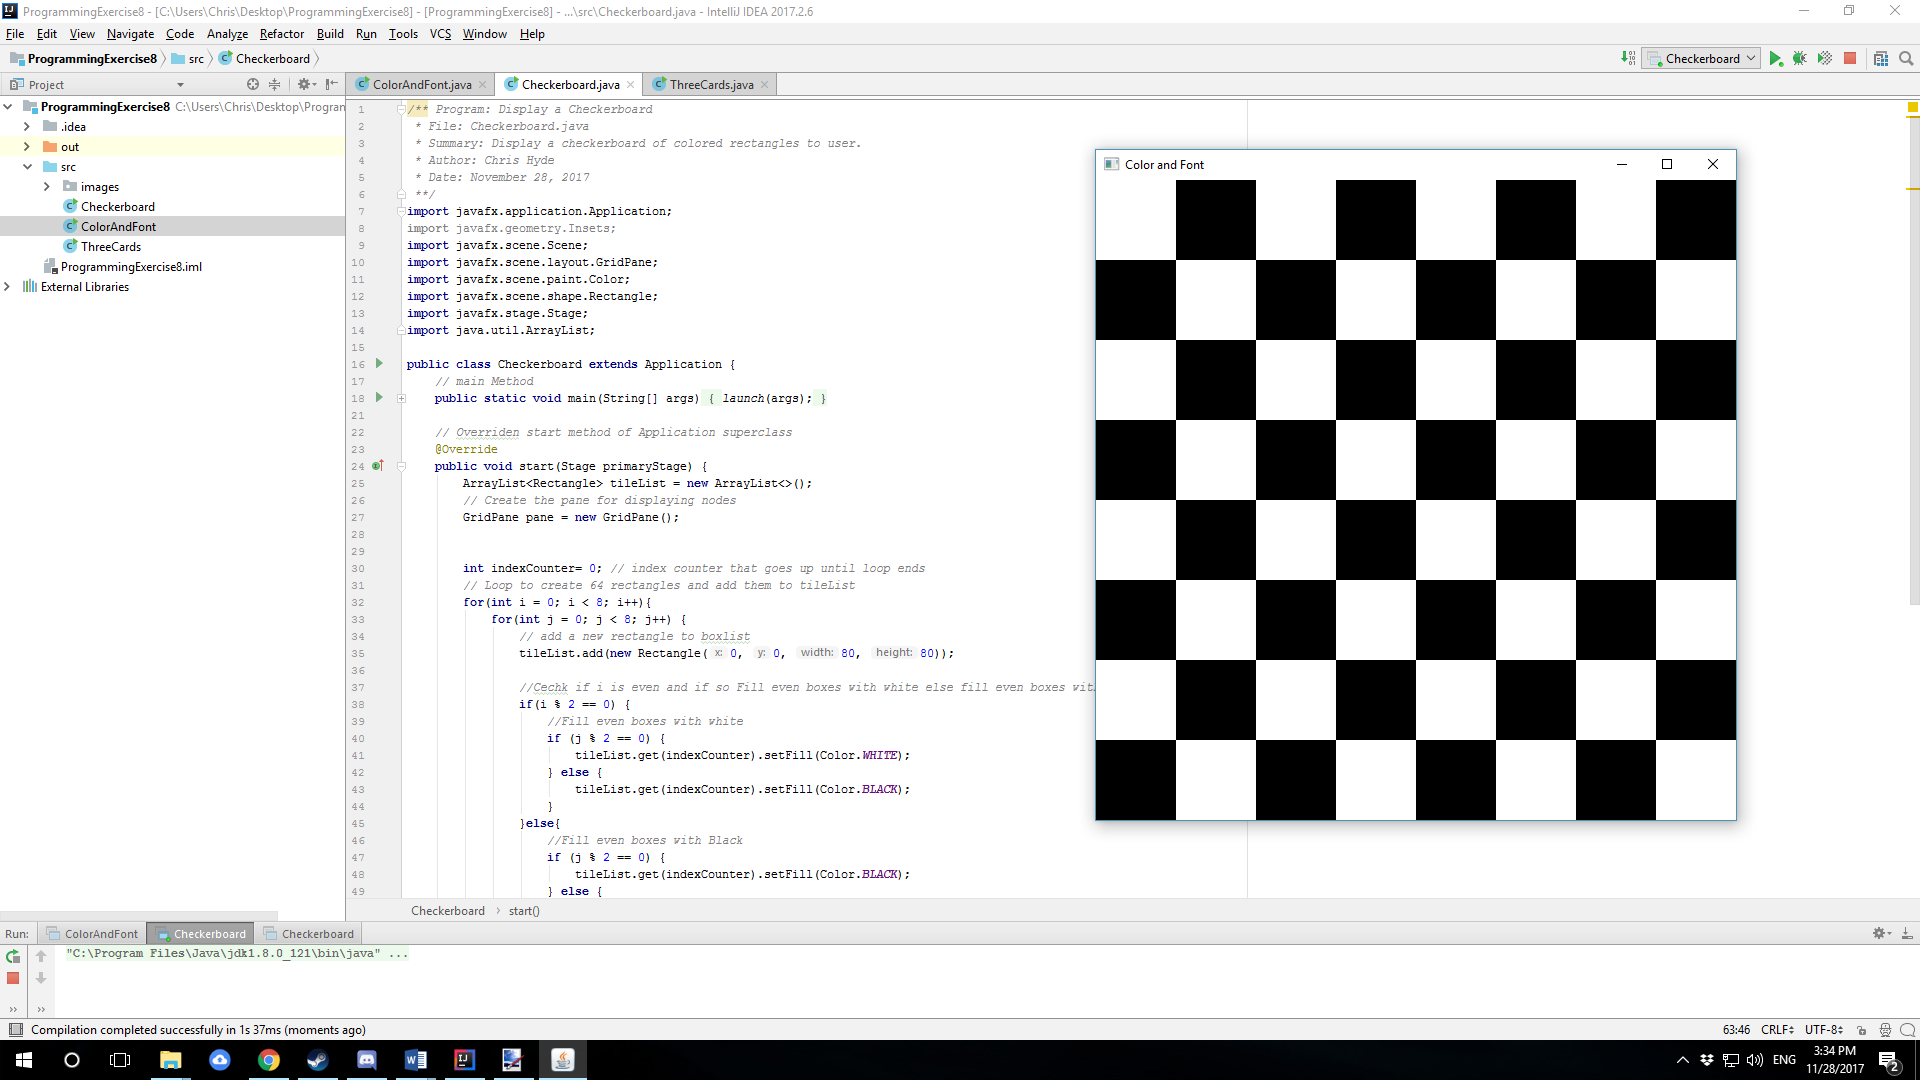 ProgrammingExercise8 - [C:\Users\Chris\Desktop\ProgrammingExercise8] - [ProgrammingExercise8] - ...\src\Checkerboard.java - IntelliJ IDEA 2017.2.6
File Edit View Navigate Code Analyze Refactor Build Run Tools VCS Window Help
ProgrammingExercise8 src Checkerboard
Checkerboard
Project
ColorAndFont.java Checkerboard.java ThreeCards.java
ProgrammingExercise8 C:\Users\Chris\Desktop\Program
.idea
out
src
images
Checkerboard
ColorAndFont
ThreeCards
ProgrammingExercise8.iml
External Libraries
1 /** Program: Display a Checkerboard
2 * File: Checkerboard.java
3 * Summary: Display a checkerboard of colored rectangles to user.
4 * Author: Chris Hyde
5 * Date: November 28, 2017
6 **/
7 import javafx.application.Application;
8 import javafx.geometry.Insets;
9 import javafx.scene.Scene;
10 import javafx.scene.layout.GridPane;
11 import javafx.scene.paint.Color;
12 import javafx.scene.shape.Rectangle;
13 import javafx.stage.Stage;
14 import java.util.ArrayList;
15
16 public class Checkerboard extends Application {
17 // main Method
18 public static void main(String[] args) { launch(args); }
21
22 // Overriden start method of Application superclass
23 @Override
24 public void start(Stage primaryStage) {
25 ArrayList<Rectangle> tileList = new ArrayList<>();
26 // Create the pane for displaying nodes
27 GridPane pane = new GridPane();
28
29
30 int indexCounter= 0; // index counter that goes up until loop ends
31 // Loop to create 64 rectangles and add them to tileList
32 for(int i = 0; i < 8; i++){
33 for(int j = 0; j < 8; j++) {
34 // add a new rectangle to boxlist
35 tileList.add(new Rectangle( x: 0, y: 0, width: 80, height: 80));
36
37 //Cechk if i is even and if so Fill even boxes with white else fill even boxes wit
38 if(i % 2 == 0) {
39 //Fill even boxes with white
40 if (j % 2 == 0) {
41 tileList.get(indexCounter).setFill(Color.WHITE);
42 } else {
43 tileList.get(indexCounter).setFill(Color.BLACK);
44 }
45 }else{
46 //Fill even boxes with Black
47 if (j % 2 == 0) {
48 tileList.get(indexCounter).setFill(Color.BLACK);
49 } else {
Color and Font
Checkerboard › start()
Run: ColorAndFont Checkerboard Checkerboard
"C:\Program Files\Java\jdk1.8.0_121\bin\java" ...
Compilation completed successfully in 1s 37ms (moments ago)
63:46 CRLF UTF-8
ENG
3:34 PM
11/28/2017
2